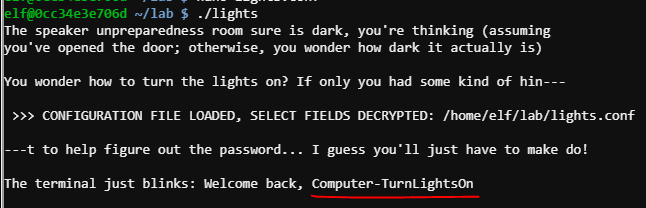 elf@0cc34e3e706d ~/lab $ ./lights
The speaker unpreparedness room sure is dark, you're thinking (assuming
you've opened the door; otherwise, you wonder how dark it actually is)
You wonder how to turn the lights on? If only you had some kind of hin---
>>> CONFIGURATION FILE LOADED, SELECT FIELDS DECRYPTED: /home/elf/lab/lights.conf
---t to help figure out the password... I guess you'll just have to make do!
The terminal just blinks: Welcome back, Computer-TurnLightsOn